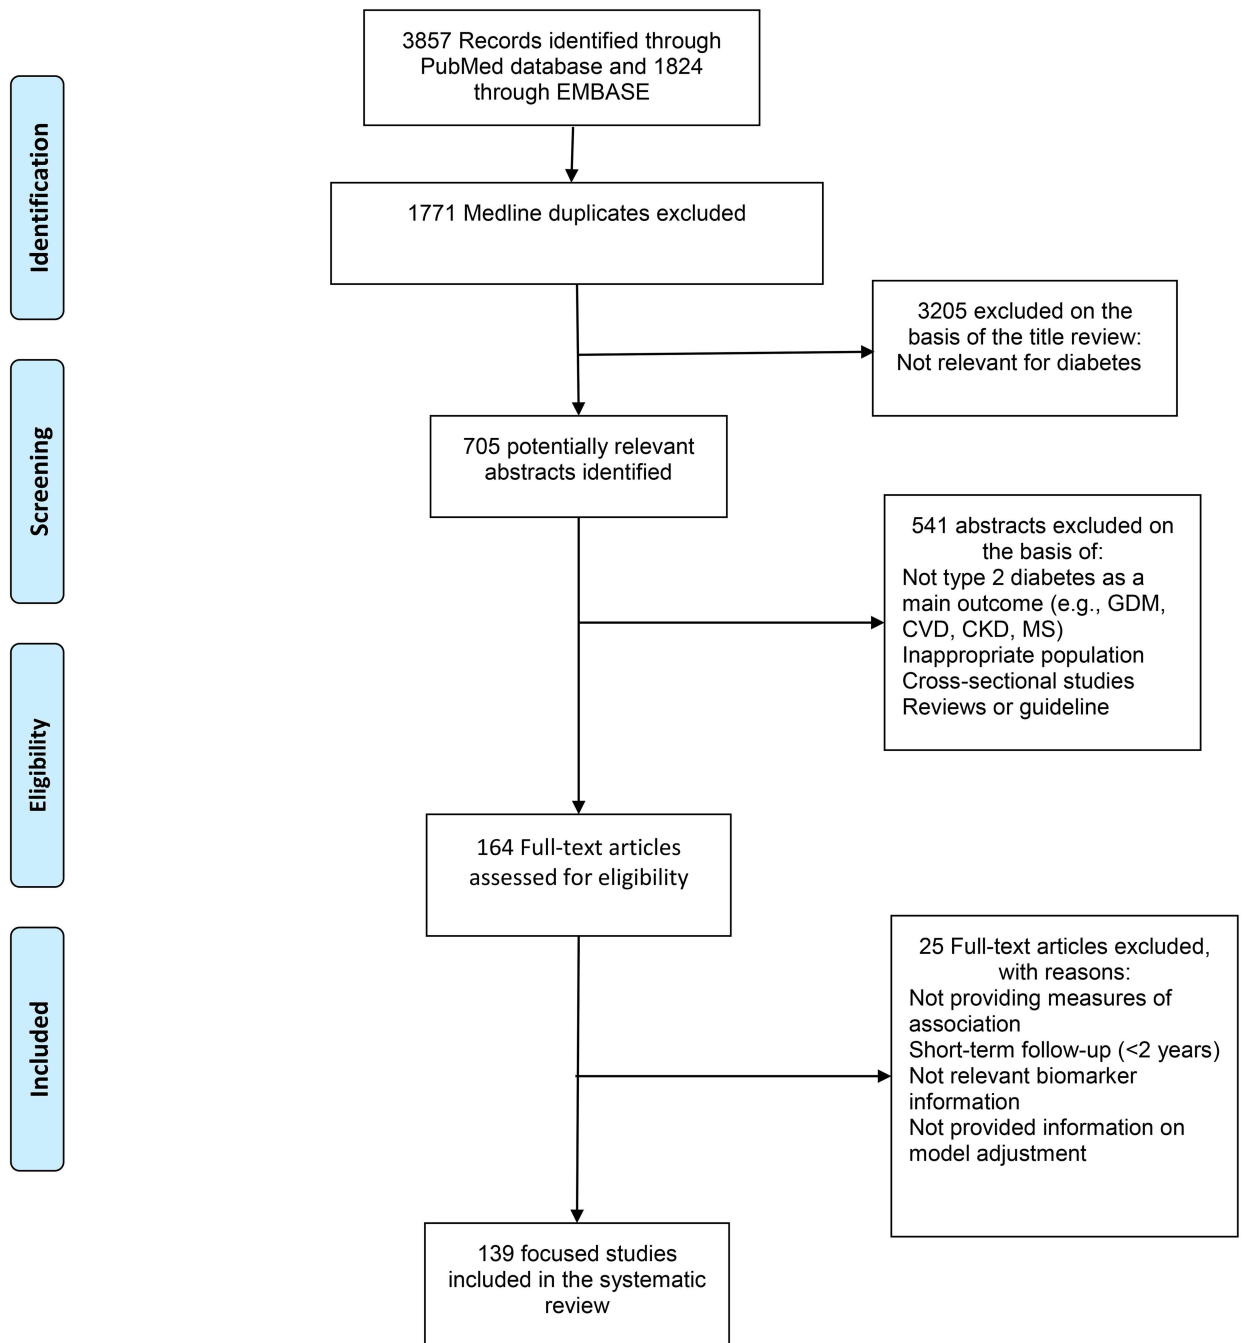 3857 Records identified through
PubMed database and 1824
through EMBASE
Identification
1771 Medline duplicates excluded
3205 excluded on the
basis of the title review:
Not relevant for diabetes
Screening
705 potentially relevant
abstracts identified
541 abstracts excluded on
the basis of:
Not type 2 diabetes as a
main outcome (e.g., GDM,
CVD, CKD, MS)
Inappropriate population
Cross-sectional studies
Reviews or guideline
Eligibility
164 Full-text articles
assessed for eligibility
Included
25 Full-text articles excluded,
with reasons:
Not providing measures of
association
Short-term follow-up (<2 years)
Not relevant biomarker
information
Not provided information on
model adjustment
139 focused studies
included in the systematic
review